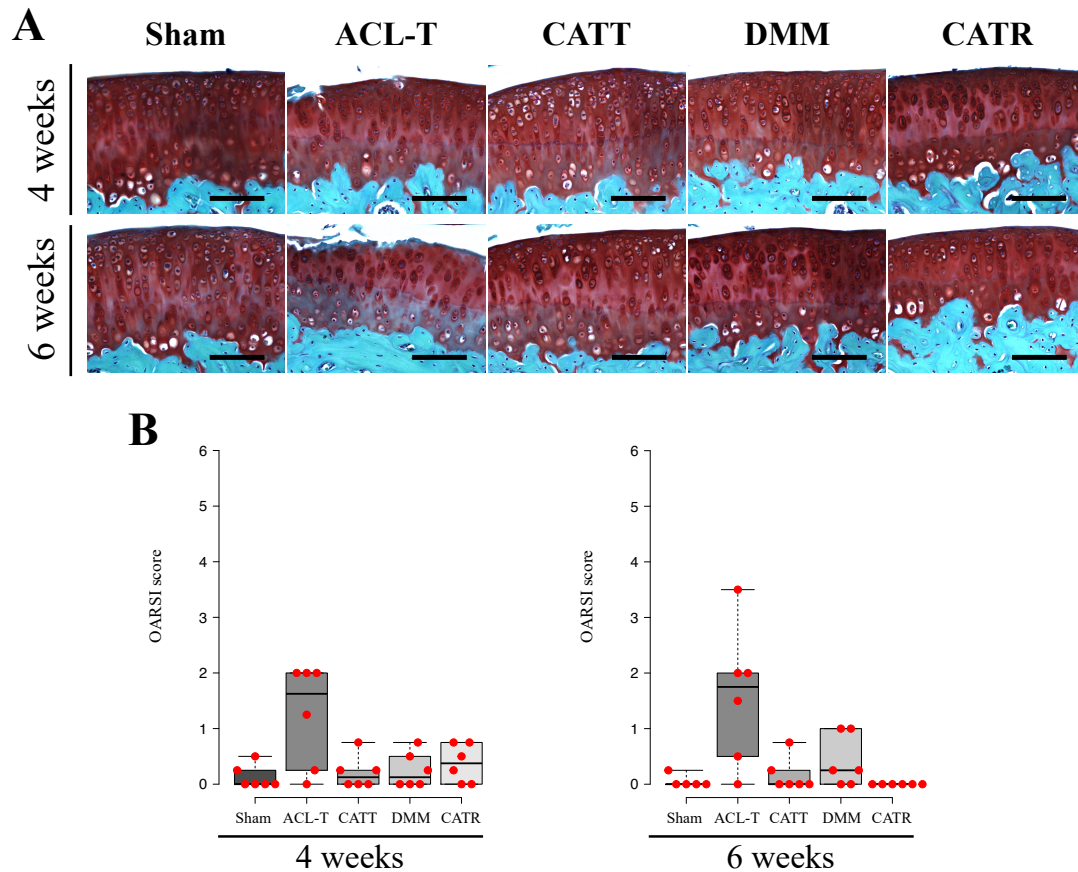 A
Sham ACL-T CATT DMM CATR
4 weeks
6 weeks
B
6
5
4
3
2
1
0
OARSI score
Sham ACL-T CATT DMM CATR
4 weeks
6
5
4
3
2
1
0
OARSI score
Sham ACL-T CATT DMM CATR
6 weeks